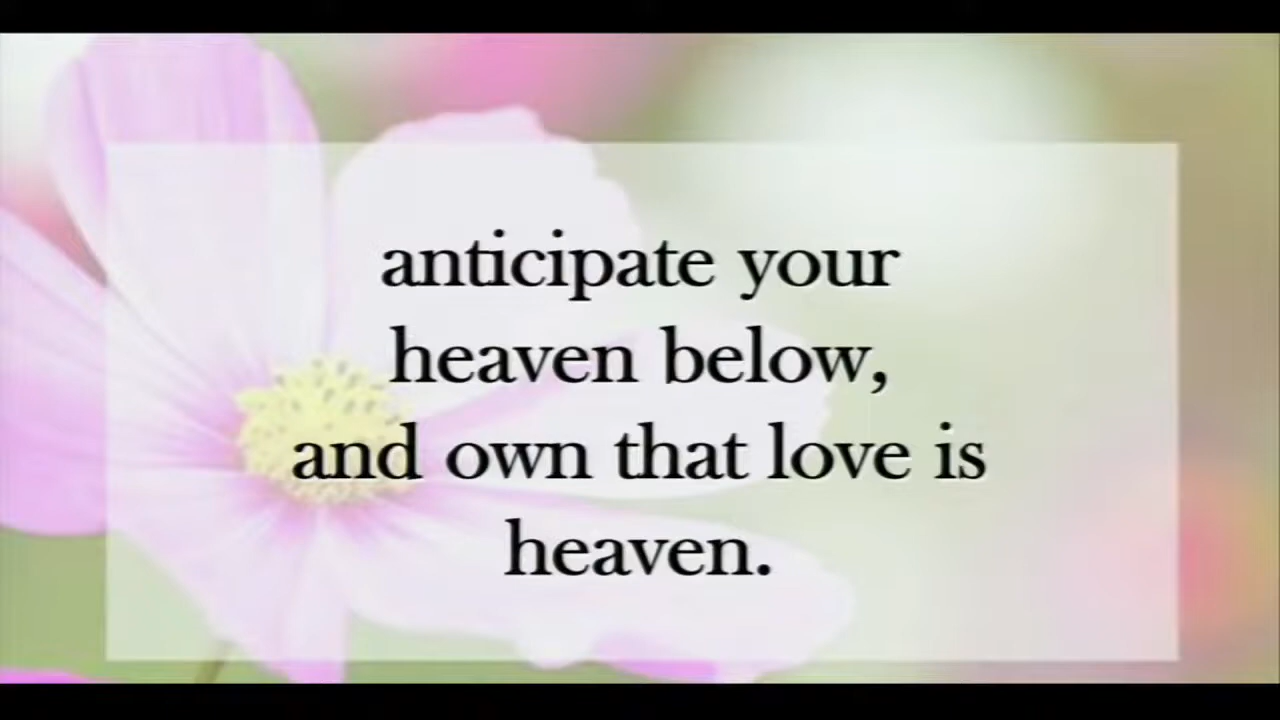 anticipate your
heaven below,
and own that love is
heaven.